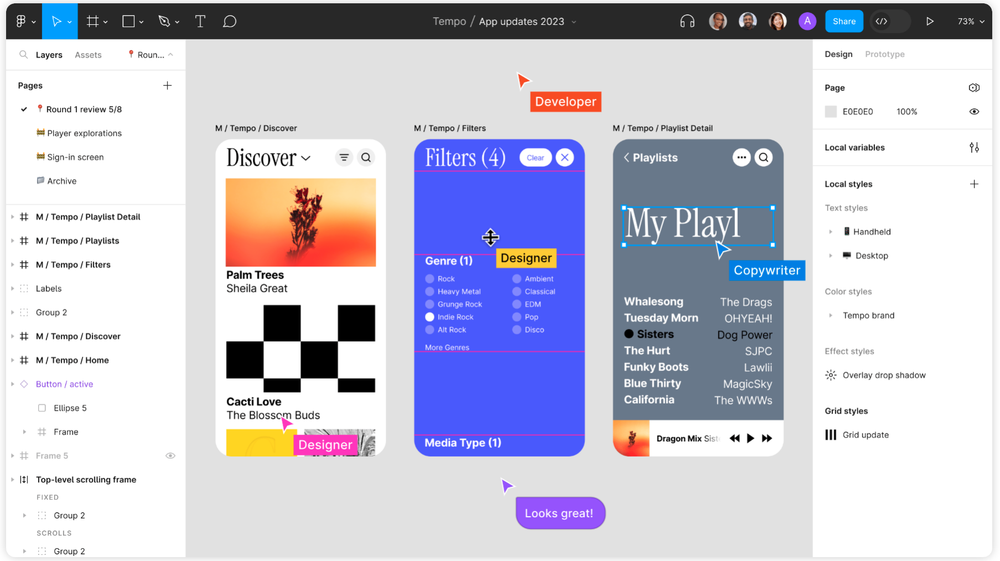 Tempo / App updates 2023
A
Share
73%
Layers
Assets
Roun...
Pages
Round 1 review 5/8
Player explorations
Sign-in screen
Archive
M / Tempo / Playlist Detail
M / Tempo / Playlists
M / Tempo / Filters
Labels
Group 2
M / Tempo / Discover
M / Tempo / Home
Button / active
Ellipse 5
Frame
Frame 5
Top-level scrolling frame
FIXED
Group 2
SCROLLS
Group 2
Developer
M / Tempo / Discover
Discover
Palm Trees
Sheila Great
Cacti Love
The Blossom Buds
Designer
M / Tempo / Filters
Filters (4)
Clear
Designer
Genre (1)
Rock
Heavy Metal
Grunge Rock
Indie Rock
Alt Rock
Ambient
Classical
EDM
Pop
Disco
More Genres
Media Type (1)
M / Tempo / Playlist Detail
Playlists
My Playl
Copywriter
Whalesong The Drags
Tuesday Morn OHYEAH!
Sisters Dog Power
The Hurt SJPC
Funky Boots Lawlii
Blue Thirty MagicSky
California The WWWs
Dragon Mix Siste
Looks great!
Design
Prototype
Page
E0E0E0 100%
Local variables
Local styles
Text styles
Handheld
Desktop
Color styles
Tempo brand
Effect styles
Overlay drop shadow
Grid styles
Grid update